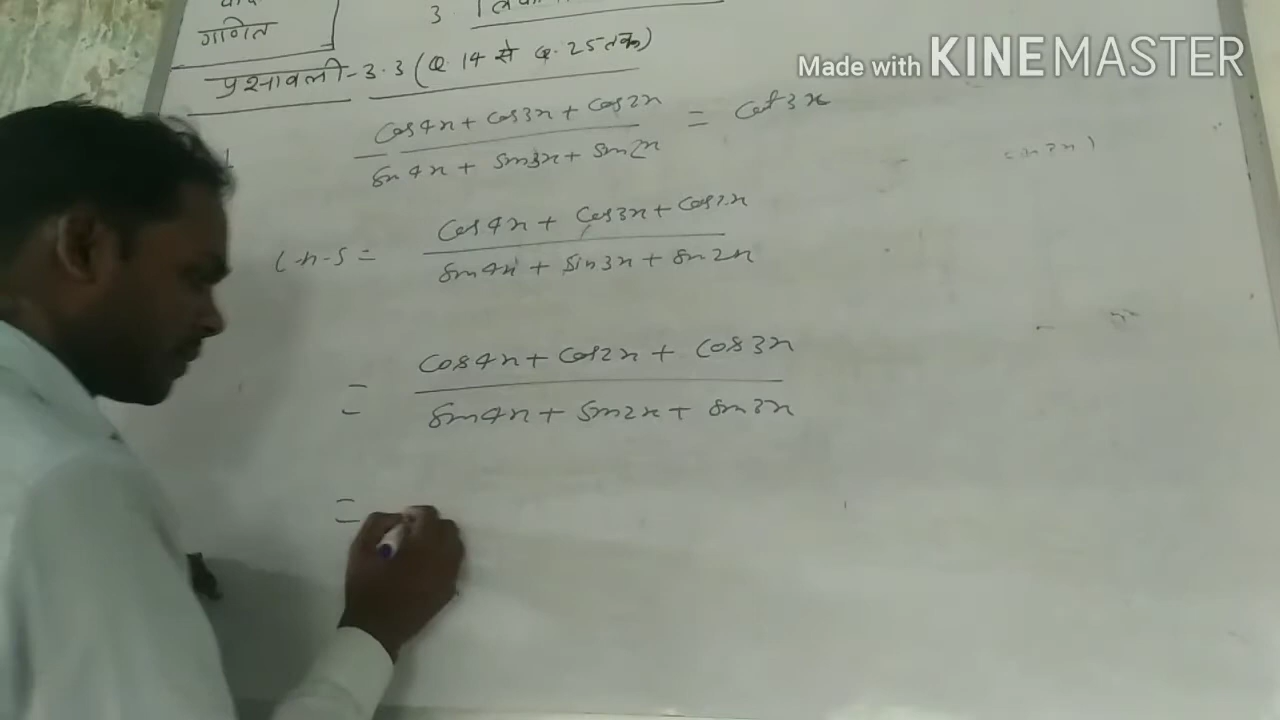 गणित
3.
Made with KINEMASTER
प्रश्नावली-3.3 (Q. 14 से Q. 25 तक)
cos4x + cos3x + cos2x / sin4x + sin3x + sin2x = cot3x
L.H.S = cos4x + cos3x + cos2x / sin4x + sin3x + sin2x
= cos4x + cos2x + cos3x / sin4x + sin2x + sin3x
=